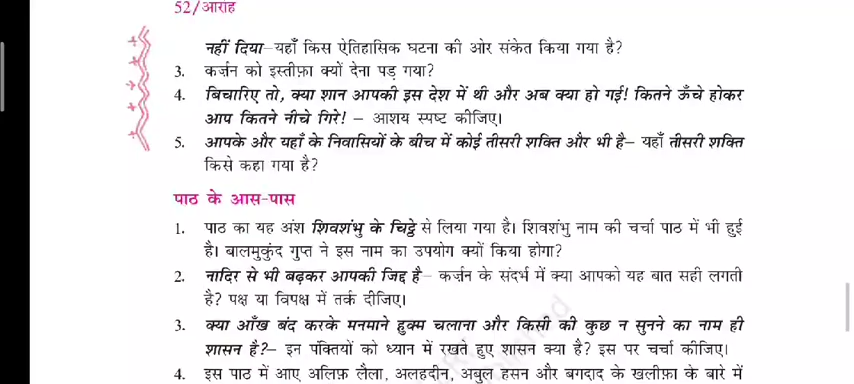 52/आरोह
नहीं दिया–यहाँ किस ऐतिहासिक घटना की ओर संकेत किया गया है?
3. कर्ज़न को इस्तीफ़ा क्यों देना पड़ गया?
4. बिचारिए तो, क्या शान आपकी इस देश में थी और अब क्या हो गई! कितने ऊँचे होकर
आप कितने नीचे गिरे! – आशय स्पष्ट कीजिए।
5. आपके और यहाँ के निवासियों के बीच में कोई तीसरी शक्ति और भी है– यहाँ तीसरी शक्ति
किसे कहा गया है?
पाठ के आस-पास
1. पाठ का यह अंश शिवशंभु के चिट्ठे से लिया गया है। शिवशंभु नाम की चर्चा पाठ में भी हुई
है। बालमुकुंद गुप्त ने इस नाम का उपयोग क्यों किया होगा?
2. नादिर से भी बढ़कर आपकी जिद्द है– कर्ज़न के संदर्भ में क्या आपको यह बात सही लगती
है? पक्ष या विपक्ष में तर्क दीजिए।
3. क्या आँख बंद करके मनमाने हुक्म चलाना और किसी की कुछ न सुनने का नाम ही
शासन है?– इन पंक्तियों को ध्यान में रखते हुए शासन क्या है? इस पर चर्चा कीजिए।
4. इस पाठ में आए अलिफ़ लैला, अलहदीन, अबुल हसन और बगदाद के खलीफ़ा के बारे में